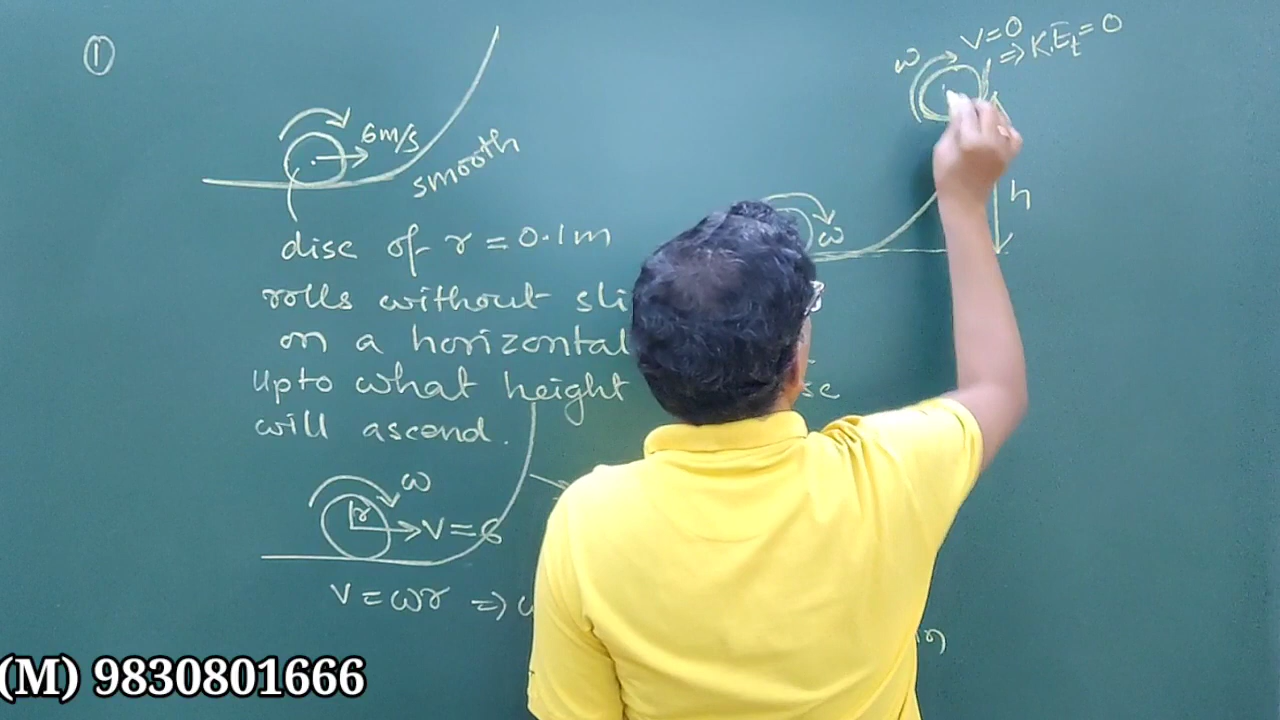 ①
6m/s
smooth
disc of r = 0.1m
rolls without
on a horizontal
upto what height
will ascend.
ω
r
V = 6
V = ωr ⇒
ω
V = 0
⇒ K.E_t = 0
h
ω
(M) 9830801666